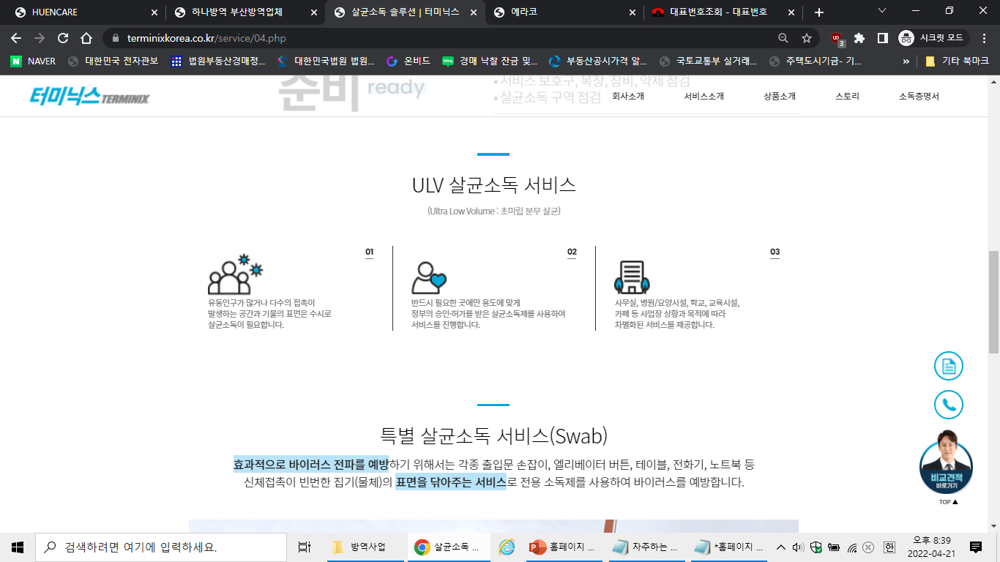 HUENCARE
하나방역 부산방역업체
살균소독 솔루션 | 터미닉스
에라코
대표번호조회 - 대표번호
terminixkorea.co.kr/service/04.php
3
시크릿 모드
NAVER
대한민국 전자관보
법원부동산경매정...
대한민국법원 법원...
온비드
경매 낙찰 잔금 및...
부동산공시가격 알...
국토교통부 실거래...
주택도시기금- 기...
»
기타 북마크
터미닉스 TERMINIX
준비 ready
• 서비스 보호구, 복장, 장비, 약제 점검
• 살균소독 구역 점검
회사소개
서비스소개
상품소개
스토리
소독증명서
ULV 살균소독 서비스
(Ultra Low Volume : 초미립 분무 살균)
01
유동인구가 많거나 다수의 접촉이
발생하는 공간과 기물의 표면은 수시로
살균소독이 필요합니다.
02
반드시 필요한 곳에만 용도에 맞게
정부의 승인·허가를 받은 살균소독제를 사용하여
서비스를 진행합니다.
03
사무실, 병원/요양시설, 학교, 교육시설,
카페 등 사업장 상황과 목적에 따라
차별화된 서비스를 제공합니다.
특별 살균소독 서비스(Swab)
효과적으로 바이러스 전파를 예방하기 위해서는 각종 출입문 손잡이, 엘리베이터 버튼, 테이블, 전화기, 노트북 등
신체접촉이 빈번한 집기(물체)의 표면을 닦아주는 서비스로 전용 소독제를 사용하여 바이러스를 예방합니다.
비교견적
바로가기
TOP ▲
검색하려면 여기에 입력하세요.
방역사업
살균소독 ...
홈페이지 ...
자주하는 ...
*홈페이지 ...
한
오후 8:39
2022-04-21